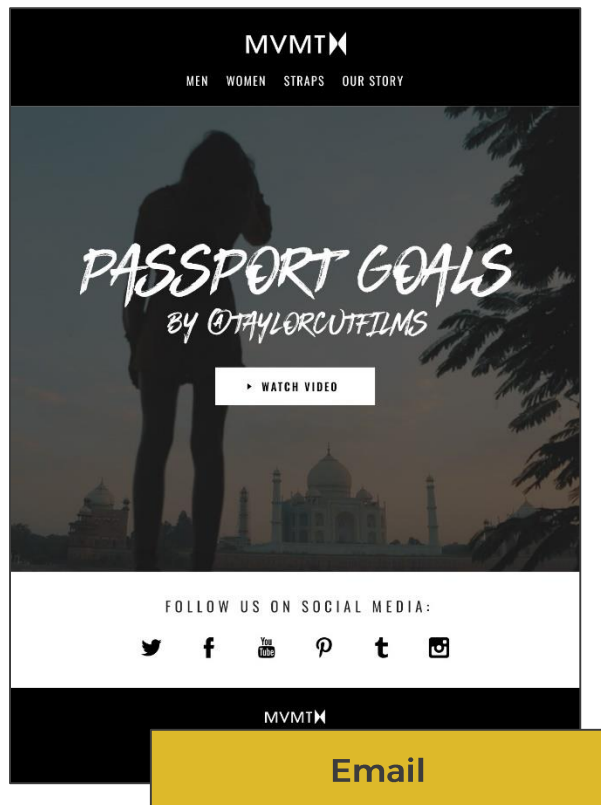 MVMT
MEN WOMEN STRAPS OUR STORY
PASSPORT GOALS
BY @TAYLORCUTFILMS
WATCH VIDEO
FOLLOW US ON SOCIAL MEDIA:
You Tube
MVMT
Email